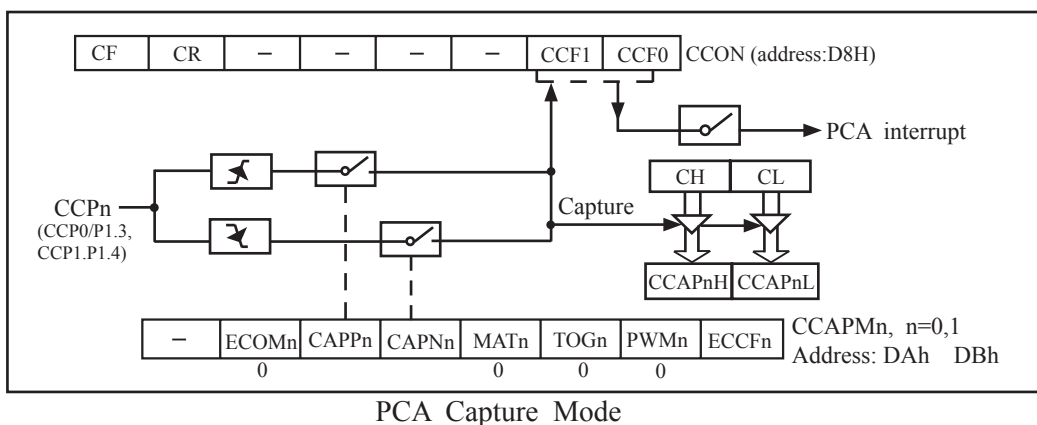 CF CR – – – – CCF1 CCF0 CCON (address:D8H)
PCA interrupt
CH CL
CCPn
(CCP0/P1.3,
CCP1.P1.4)
Capture
CCAPnH CCAPnL
– ECOMn CAPPn CAPNn MATn TOGn PWMn ECCFn
CCAPMn, n=0,1
Address: DAh DBh
0 0 0 0
PCA Capture Mode